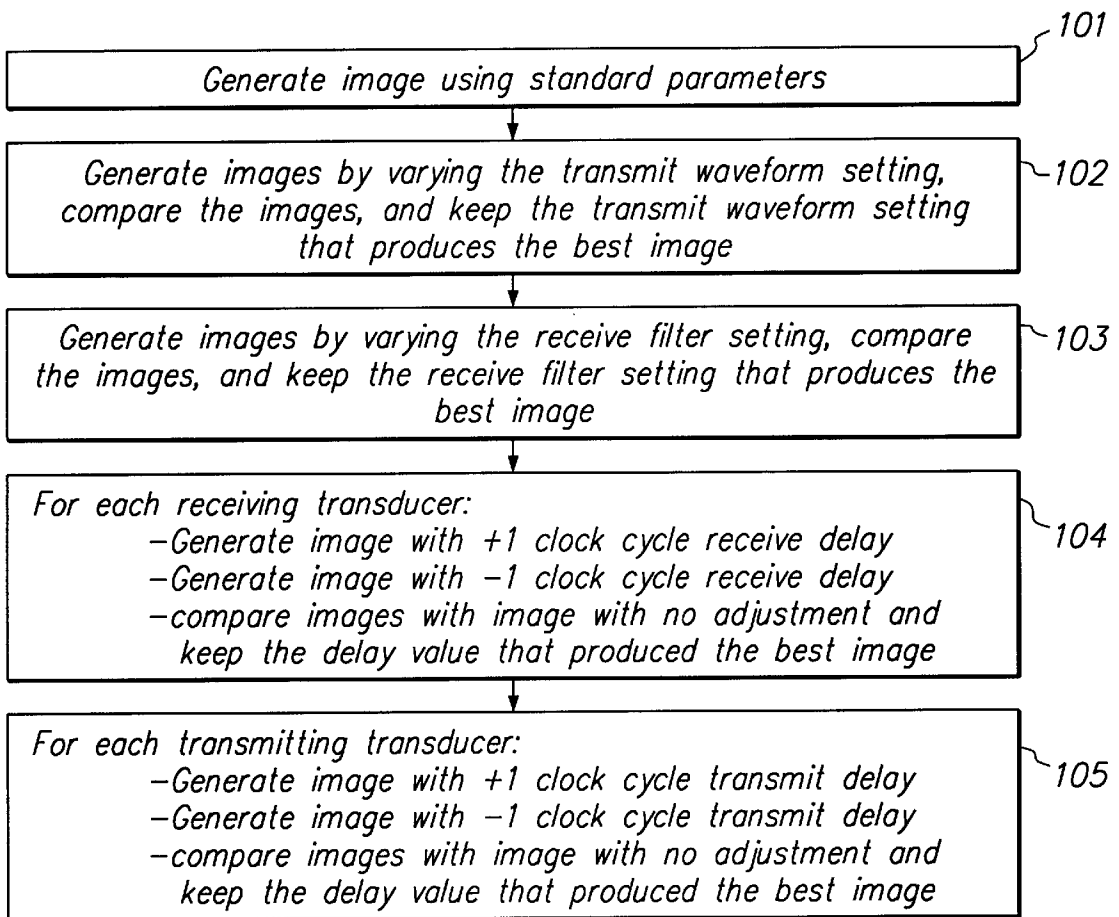 101
Generate image using standard parameters
Generate images by varying the transmit waveform setting,
compare the images, and keep the transmit waveform setting
that produces the best image
102
Generate images by varying the receive filter setting, compare
the images, and keep the receive filter setting that produces the
best image
103
For each receiving transducer:
-Generate image with +1 clock cycle receive delay
-Generate image with -1 clock cycle receive delay
-compare images with image with no adjustment and
keep the delay value that produced the best image
104
For each transmitting transducer:
-Generate image with +1 clock cycle transmit delay
-Generate image with -1 clock cycle transmit delay
-compare images with image with no adjustment and
keep the delay value that produced the best image
105